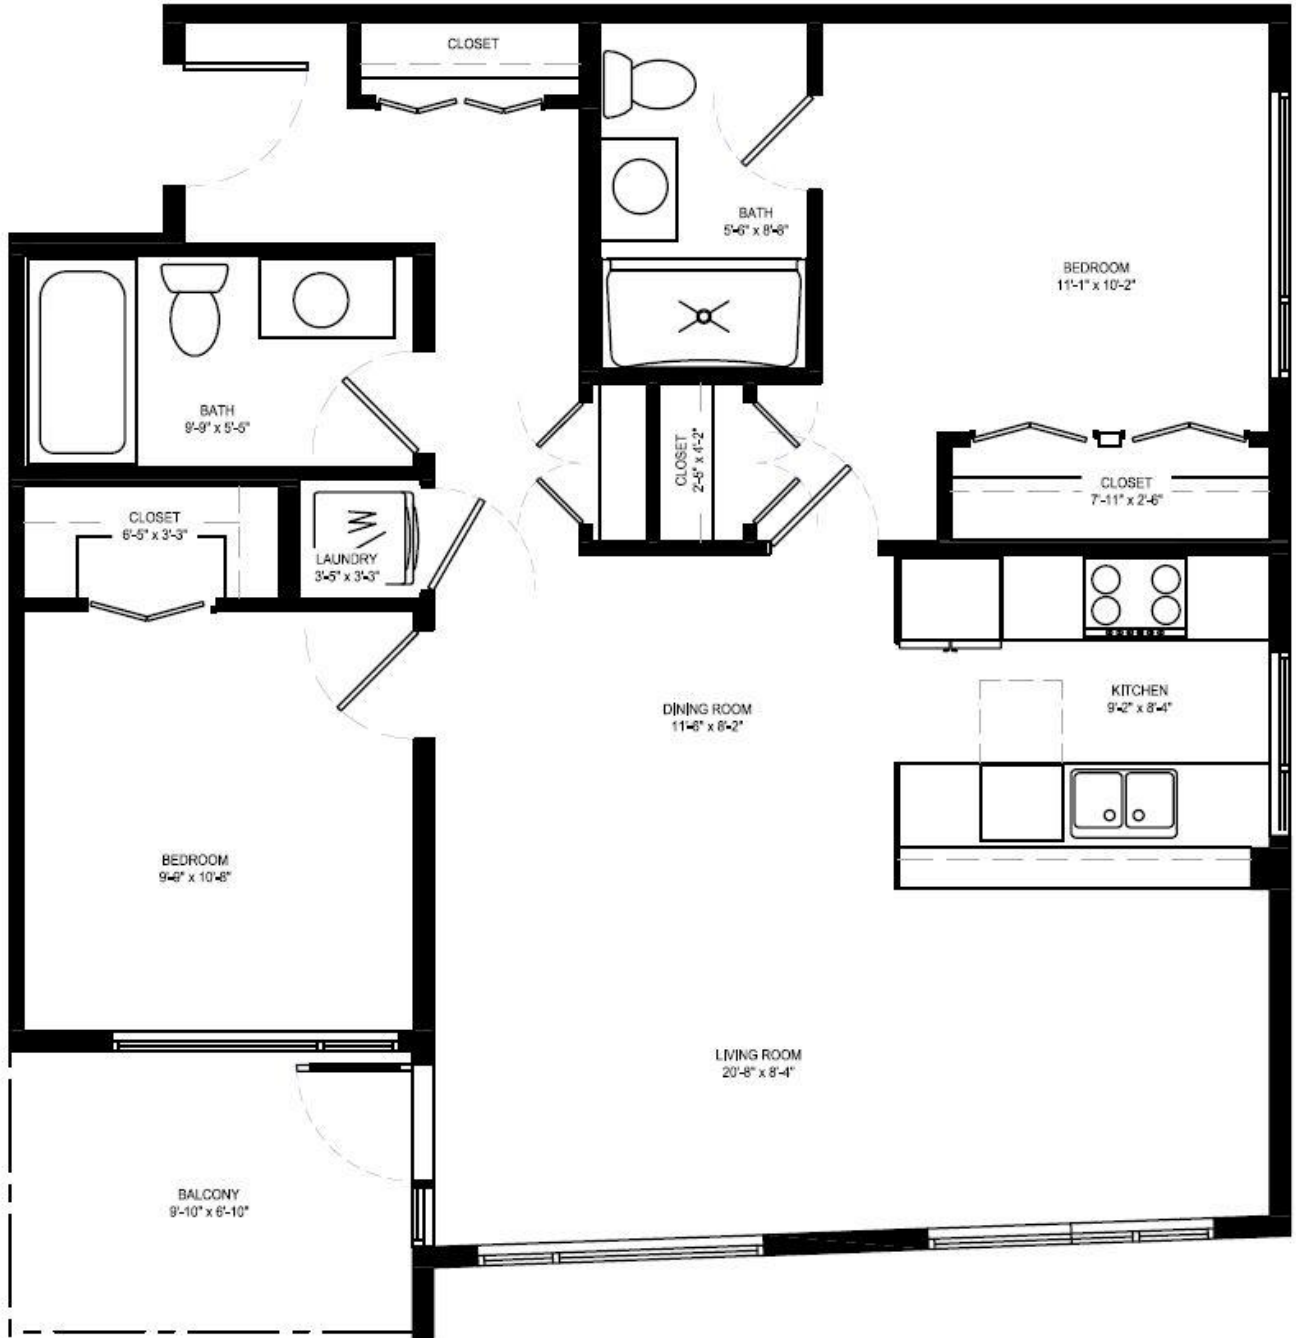 CLOSET
BATH
5'-6" x 8'-8"
BEDROOM
11'-1" x 10'-2"
BATH
9'-9" x 5'-5"
CLOSET
2'-5" x 4'-2"
CLOSET
7'-11" x 2'-6"
CLOSET
6'-5" x 3'-3"
W
LAUNDRY
3'-5" x 3'-3"
DINING ROOM
11'-6" x 8'-2"
KITCHEN
9'-2" x 8'-4"
BEDROOM
9'-9" x 10'-8"
LIVING ROOM
20'-8" x 8'-4"
BALCONY
9'-10" x 6'-10"